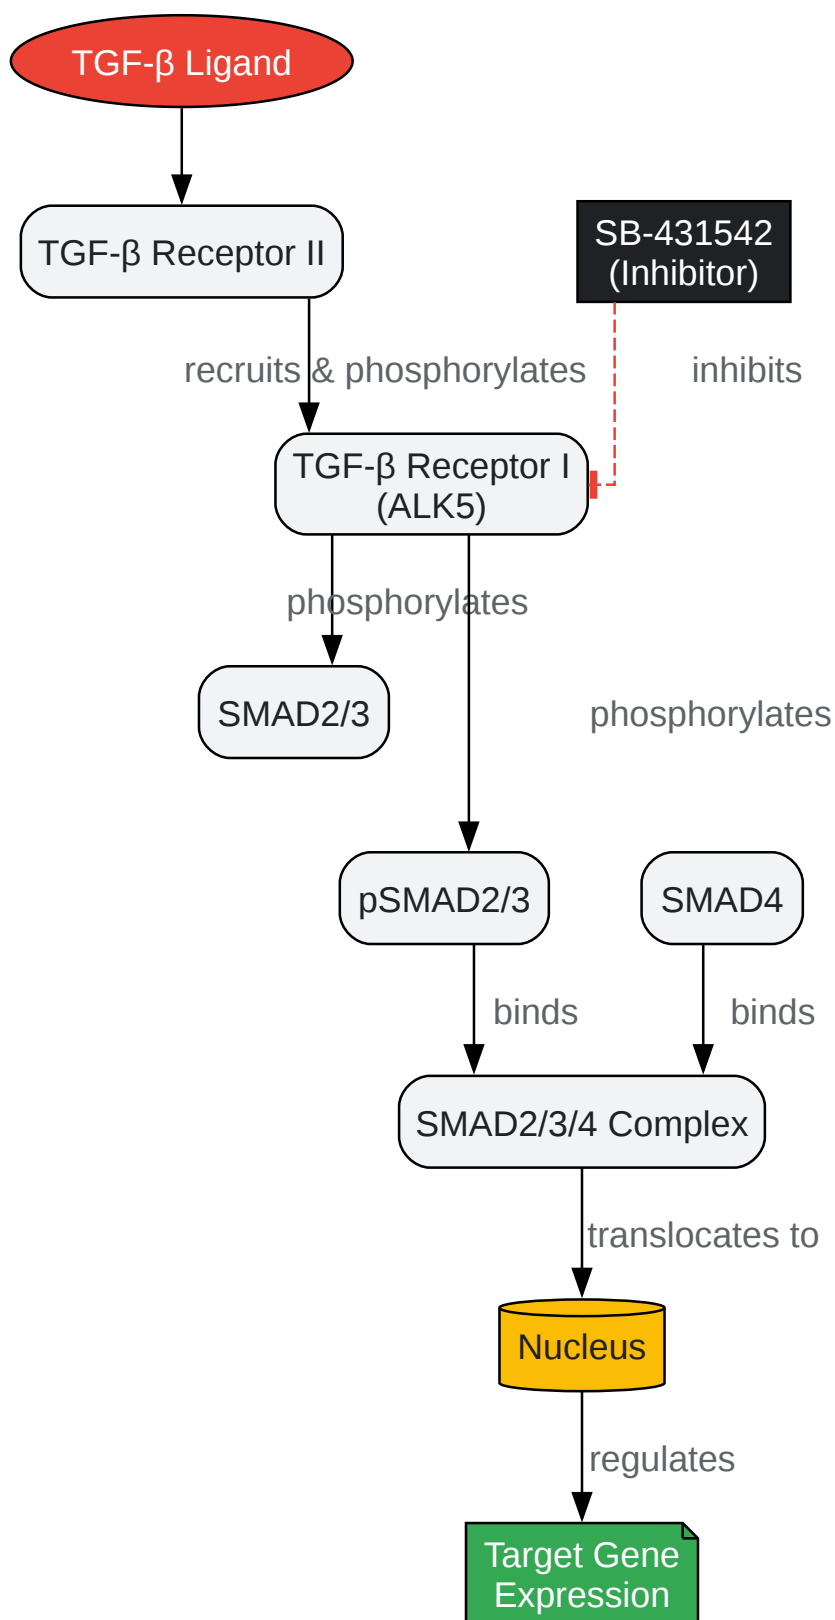 TGF-β Ligand
TGF-β Receptor II
SB-431542
(Inhibitor)
recruits & phosphorylates
inhibits
TGF-β Receptor I
(ALK5)
phosphorylates
SMAD2/3
phosphorylates
pSMAD2/3
SMAD4
binds
binds
SMAD2/3/4 Complex
translocates to
Nucleus
regulates
Target Gene
Expression